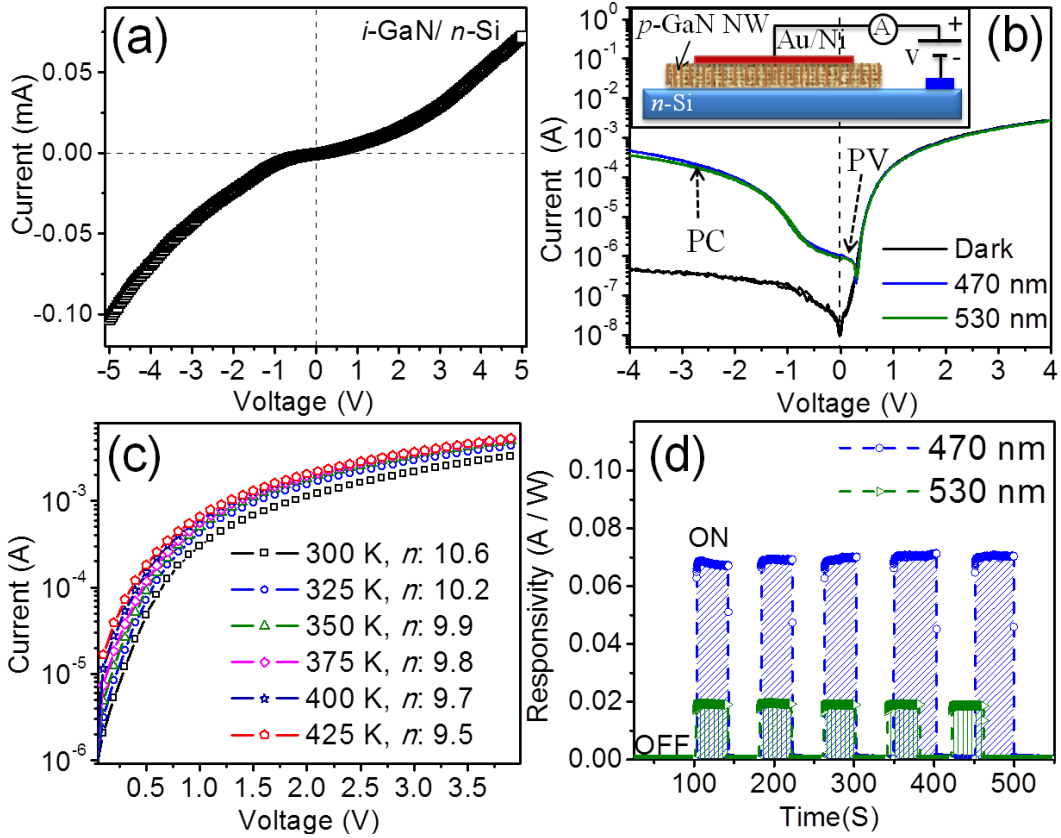 (a)
i-GaN/ n-Si
Current (mA)
0.05
0.00
-0.05
-0.10
-5 -4 -3 -2 -1 0 1 2 3 4 5
Voltage (V)
(b)
p-GaN NW
Au/Ni
A
+
V
-
n-Si
Current (A)
10^0
10^-1
10^-2
10^-3
10^-4
10^-5
10^-6
10^-7
10^-8
PV
PC
Dark
470 nm
530 nm
-4 -3 -2 -1 0 1 2 3 4
Voltage (V)
(c)
Current (A)
10^-3
10^-4
10^-5
10^-6
300 K, n: 10.6
325 K, n: 10.2
350 K, n: 9.9
375 K, n: 9.8
400 K, n: 9.7
425 K, n: 9.5
0.5 1.0 1.5 2.0 2.5 3.0 3.5
Voltage (V)
(d)
470 nm
530 nm
Responsivity (A / W)
0.10
0.08
0.06
0.04
0.02
0.00
ON
OFF
100 200 300 400 500
Time(S)